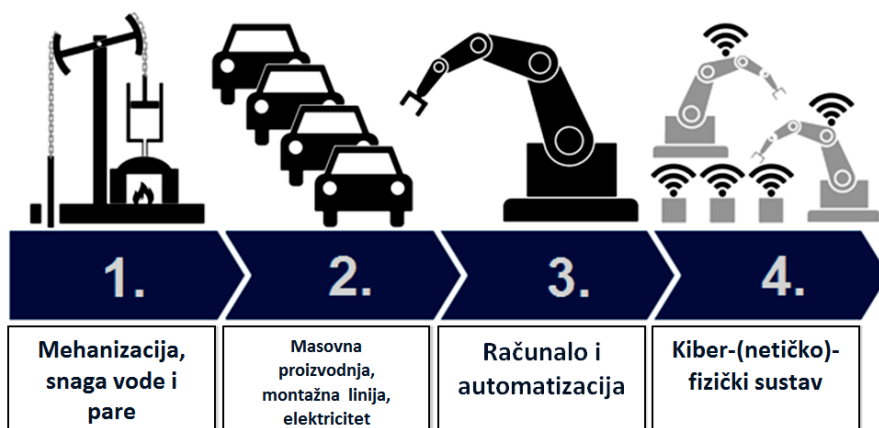 1.
2.
3.
4.
Mehanizacija,
snaga vode i
pare
Masovna
proizvodnja,
montažna linija,
elektricitet
Računalo i
automatizacija
Kiber-(netičko)-
fizički sustav